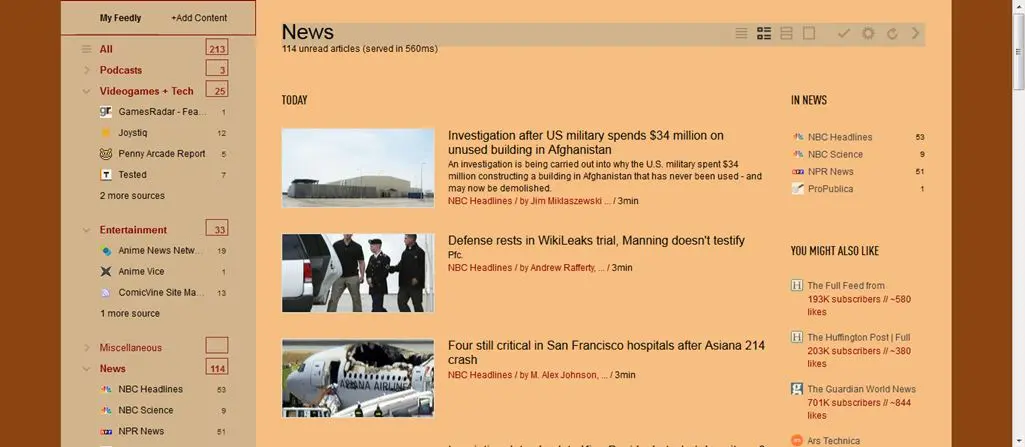 My Feedly +Add Content
All 213
Podcasts 3
Videogames + Tech 25
GamesRadar - Fea... 1
Joystiq 12
Penny Arcade Report 5
Tested 7
2 more sources
Entertainment 33
Anime News Netw... 19
Anime Vice 1
ComicVine Site Ma... 13
1 more source
Miscellaneous
News 114
NBC Headlines 53
NBC Science 9
NPR News 51
News
114 unread articles (served in 560ms)
TODAY
Investigation after US military spends $34 million on
unused building in Afghanistan
An investigation is being carried out into why the U.S. military spent $34
million constructing a building in Afghanistan that has never been used - and
may now be demolished.
NBC Headlines / by Jim Miklaszewski ... / 3min
Defense rests in WikiLeaks trial, Manning doesn't testify
Pfc.
NBC Headlines / by Andrew Rafferty, ... / 3min
ASIANA AIRLINES
Four still critical in San Francisco hospitals after Asiana 214
crash
NBC Headlines / by M. Alex Johnson, ... / 3min
IN NEWS
NBC Headlines 53
NBC Science 9
NPR News 51
ProPublica 1
YOU MIGHT ALSO LIKE
The Full Feed from
193K subscribers // ~580
likes
The Huffington Post | Full
203K subscribers // ~380
likes
The Guardian World News
701K subscribers // ~844
likes
Ars Technica